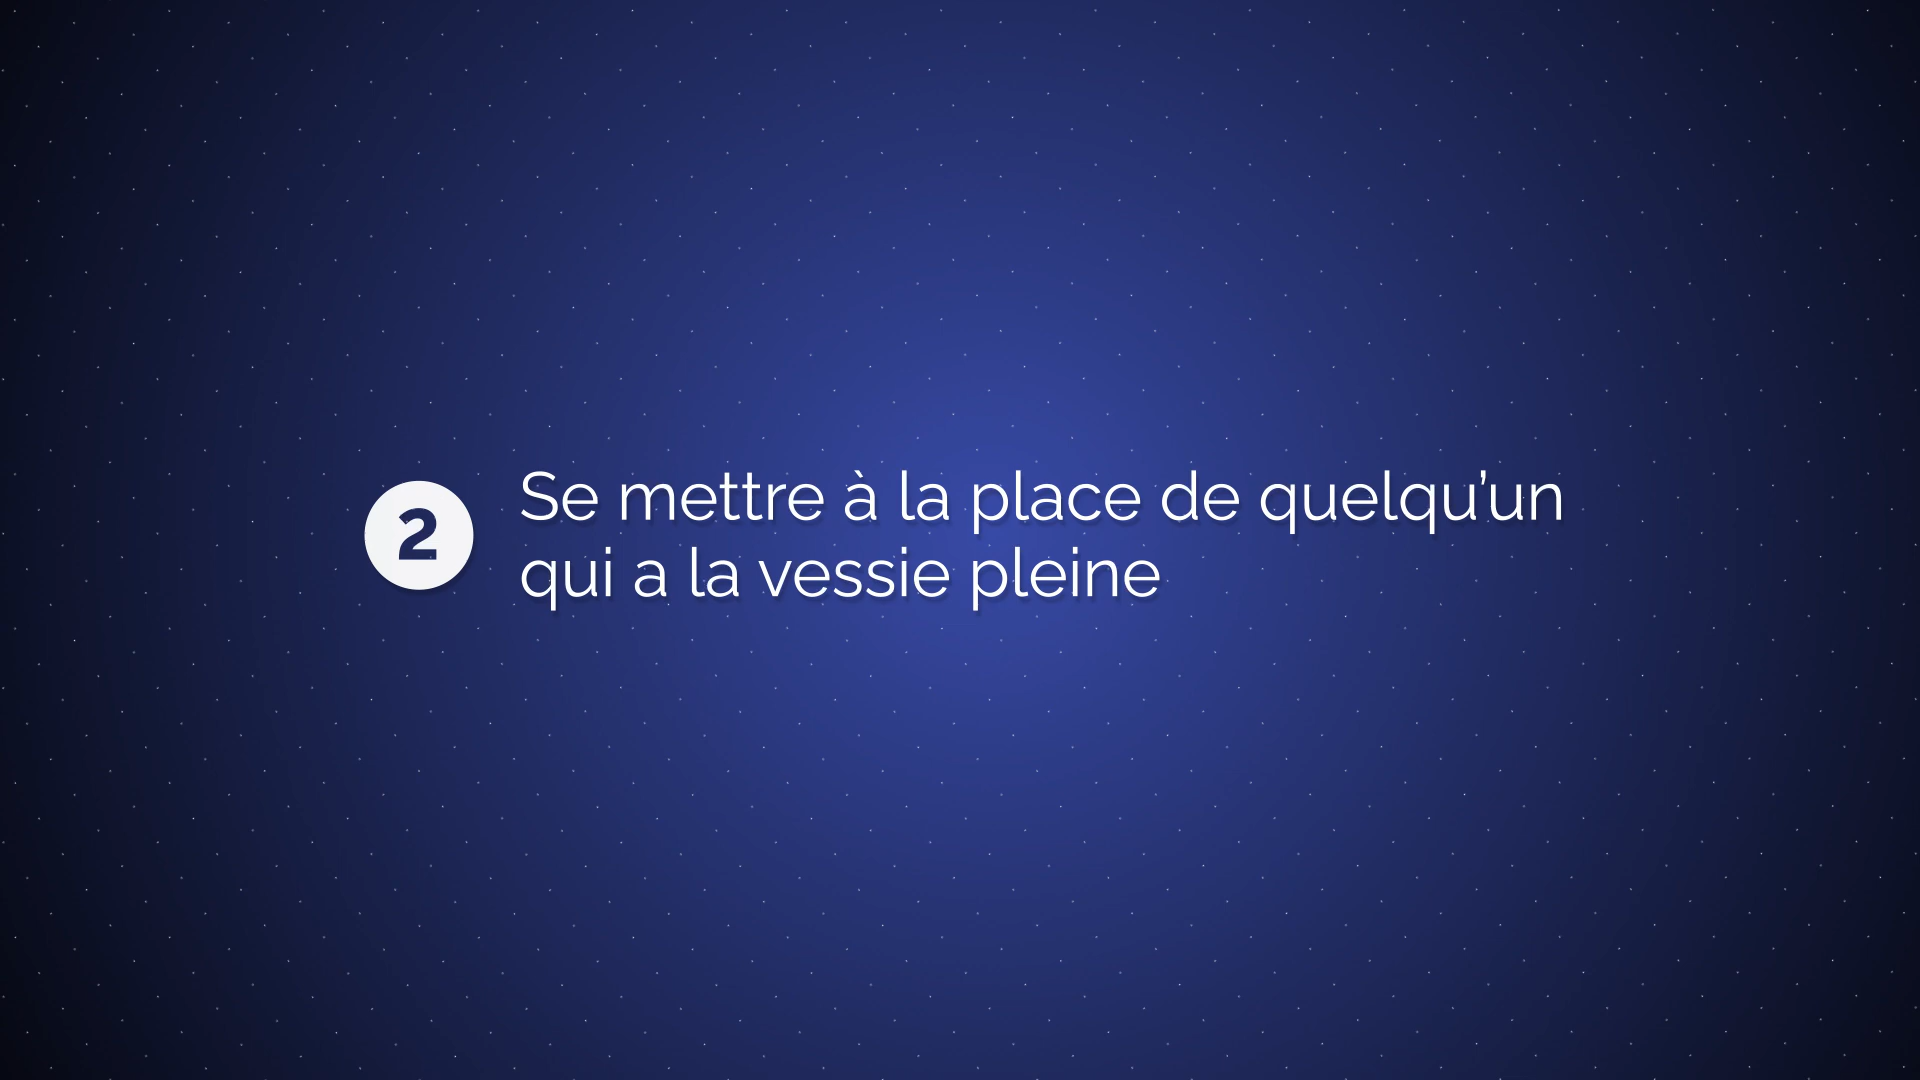 2
Se mettre à la place de quelqu’un
qui a la vessie pleine